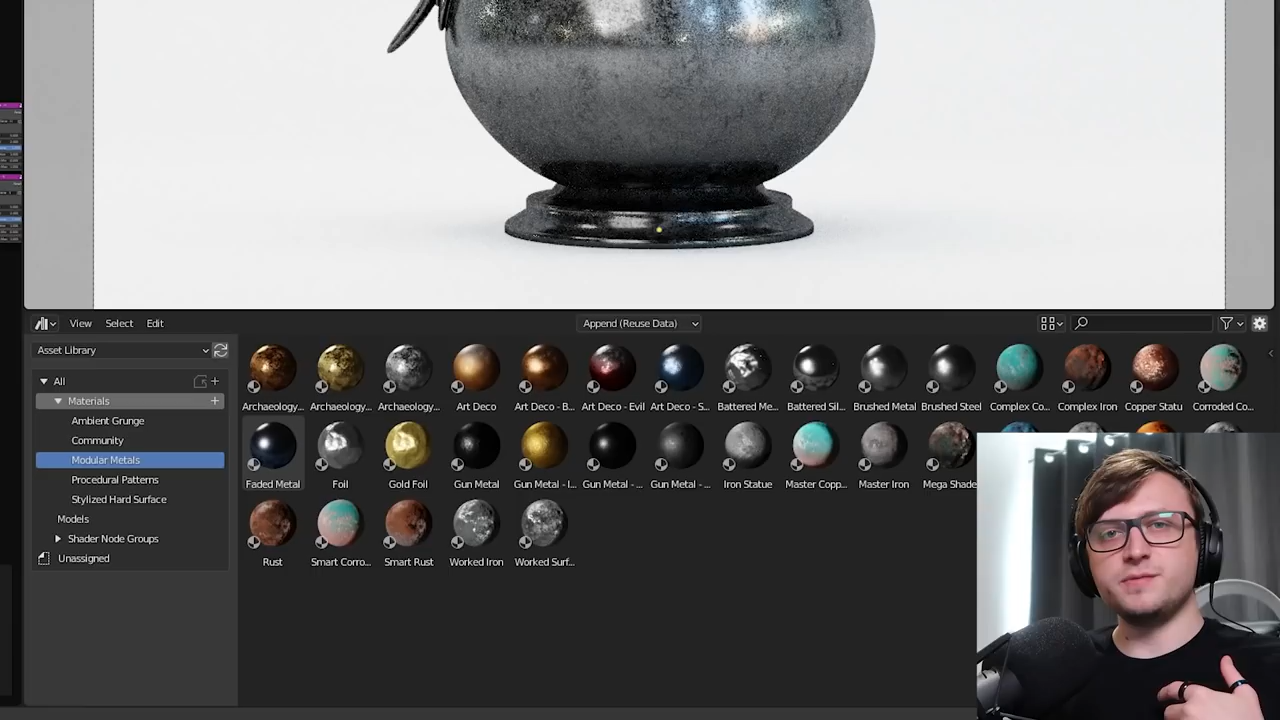 View Select Edit Append (Reuse Data)
Asset Library
All
Materials
Ambient Grunge
Community
Modular Metals
Procedural Patterns
Stylized Hard Surface
Models
Shader Node Groups
Unassigned
Archaeology... Archaeology... Archaeology... Art Deco Art Deco - B... Art Deco - Evil Art Deco - S... Battered Me... Battered Sil... Brushed Metal Brushed Steel Complex Co... Complex Iron Copper Statu Corroded Co...
Faded Metal Foil Gold Foil Gun Metal Gun Metal - I... Gun Metal - ... Gun Metal - ... Iron Statue Master Copp... Master Iron Mega Shade
Rust Smart Corro... Smart Rust Worked Iron Worked Surf...